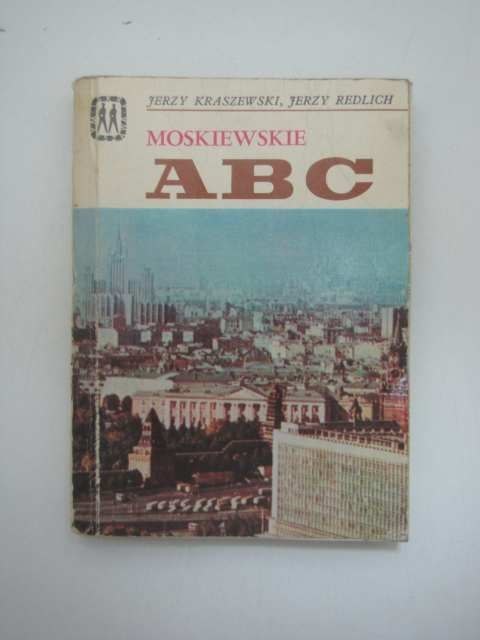 JERZY KRASZEWSKI, JERZY REDLICH
MOSKIEWSKIE
ABC